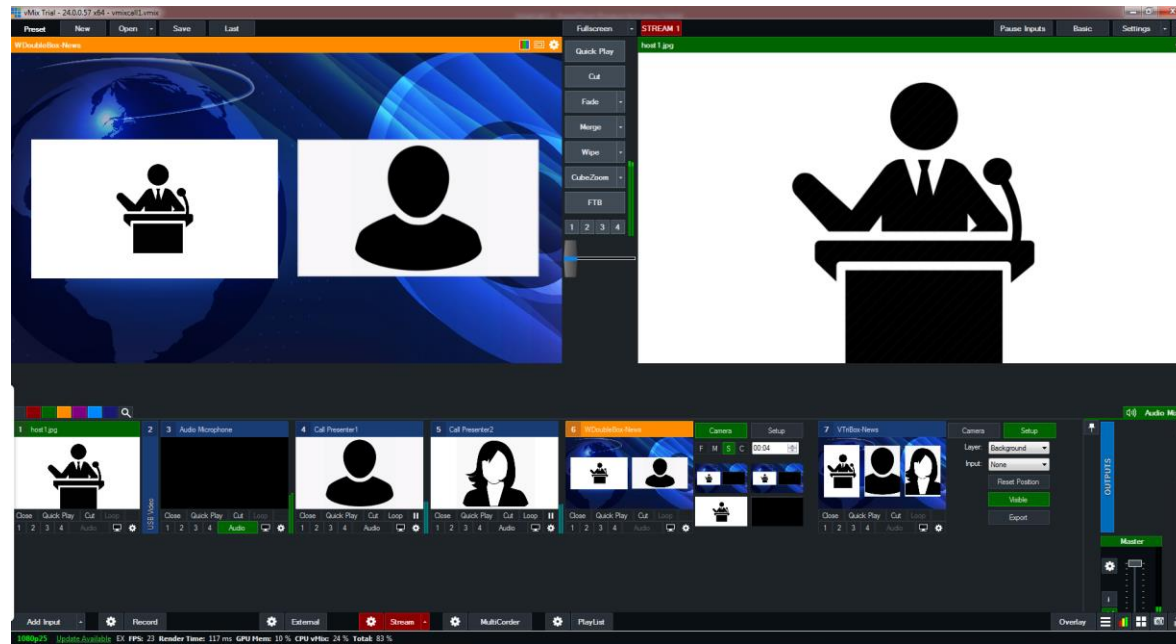 vMix Trial - 24.0.0.57 x64 - vmixcall1.vmix
Preset New Open Save Last Fullscreen STREAM 1 Pause Inputs Basic Settings
WDoubleBox-News host1.jpg
Quick Play
Cut
Fade
Merge
Wipe
CubeZoom
FTB
1 2 3 4
Audio
1 host1.jpg 2 3 Audio Microphone 4 Call Presenter1 5 Call Presenter2 6 WDoubleBox-News Camera Setup 7 VTriBox-News Camera Setup
USB Video
F M S C 00:04
Layer: Background
Input: None
Reset Position
Visible
Export
OUTPUTS
Close Quick Play Cut Loop Close Quick Play Cut Loop Close Quick Play Cut Loop Close Quick Play Cut Loop Close Quick Play Cut Loop Close Quick Play Cut Loop
1 2 3 4 Audio 1 2 3 4 Audio 1 2 3 4 Audio 1 2 3 4 Audio 1 2 3 4 Audio 1 2 3 4 Audio
Master
Add Input Record External Stream MultiCorder PlayList Overlay
1080p25 Update Available EX FPS: 23 Render Time: 117 ms GPU Mem: 10 % CPU vMix: 24 % Total: 83 %